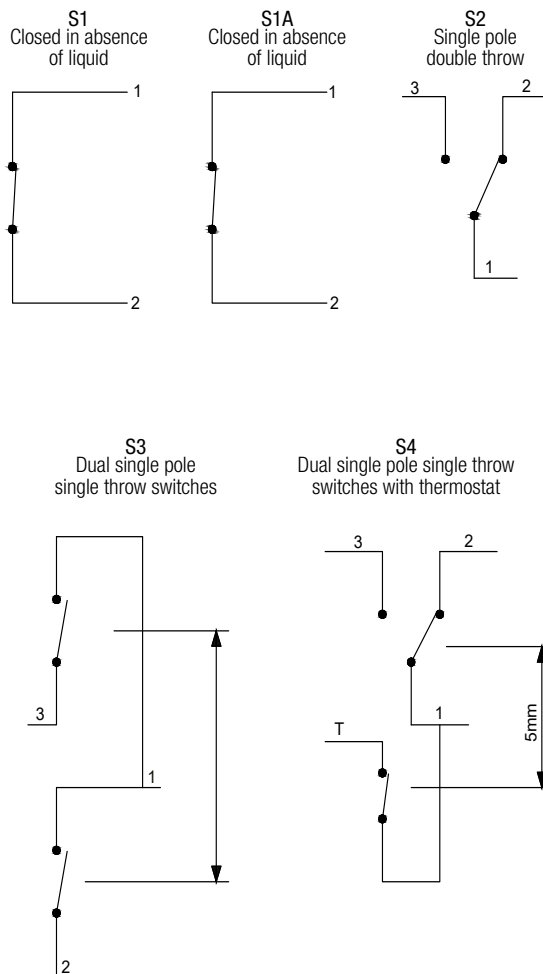 S1
Closed in absence
of liquid
1
2
S1A
Closed in absence
of liquid
1
2
S2
Single pole
double throw
3
2
1
S3
Dual single pole
single throw switches
3
1
2
S4
Dual single pole single throw
switches with thermostat
3
2
1
T
5mm